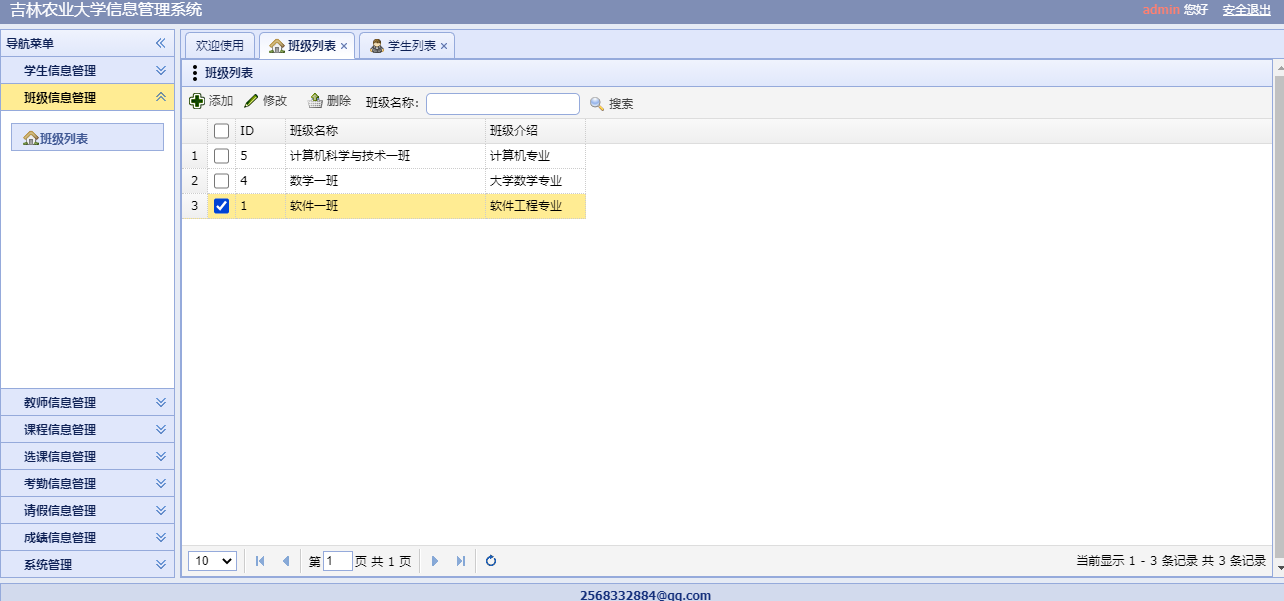 吉林农业大学信息管理系统
admin 您好 安全退出
导航菜单
学生信息管理
班级信息管理
班级列表
教师信息管理
课程信息管理
选课信息管理
考勤信息管理
请假信息管理
成绩信息管理
系统管理
欢迎使用 班级列表 学生列表
班级列表
添加 修改 删除 班级名称： 搜索
ID 班级名称 班级介绍
1 5 计算机科学与技术一班 计算机专业
2 4 数学一班 大学数学专业
3 1 软件一班 软件工程专业
10 第 1 页 共 1 页 当前显示 1 - 3 条记录 共 3 条记录
2568332884@qq.com